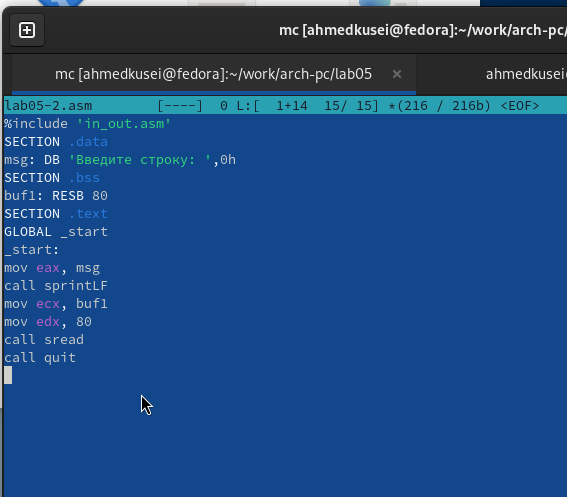 mc [ahmedkusei@fedora]:~/work/arch-pc/
mc [ahmedkusei@fedora]:~/work/arch-pc/lab05 × ahmedkusei
lab05-2.asm [----] 0 L:[ 1+14 15/ 15] *(216 / 216b) <EOF>
%include 'in_out.asm'
SECTION .data
msg: DB 'Введите строку: ',0h
SECTION .bss
buf1: RESB 80
SECTION .text
GLOBAL _start
_start:
mov eax, msg
call sprintLF
mov ecx, buf1
mov edx, 80
call sread
call quit